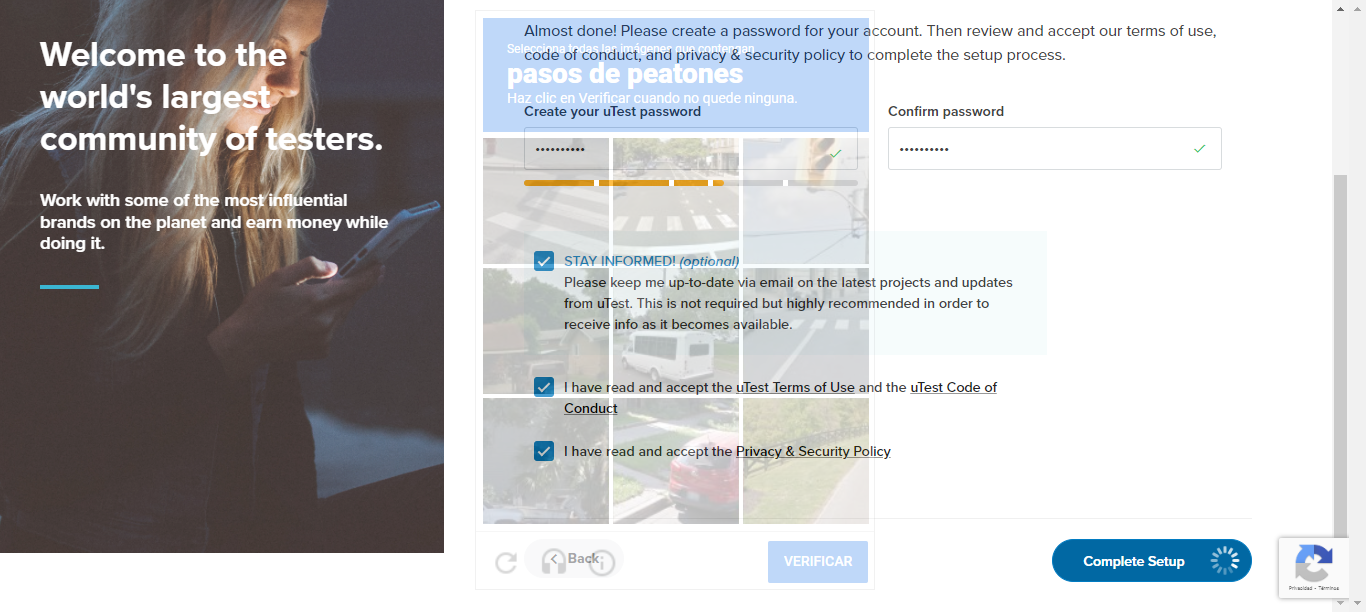 Welcome to the
world's largest
community of testers.
Work with some of the most influential
brands on the planet and earn money while
doing it.
Almost done! Please create a password for your account. Then review and accept our terms of use,
code of conduct, and privacy & security policy to complete the setup process.
Selecciona todas las imágenes que contengan
pasos de peatones
Haz clic en Verificar cuando no quede ninguna.
Create your uTest password
Confirm password
••••••••••
••••••••••
STAY INFORMED! (optional)
Please keep me up-to-date via email on the latest projects and updates
from uTest. This is not required but highly recommended in order to
receive info as it becomes available.
I have read and accept the uTest Terms of Use and the uTest Code of
Conduct
I have read and accept the Privacy & Security Policy
Back
VERIFICAR
Complete Setup
Privacidad - Términos